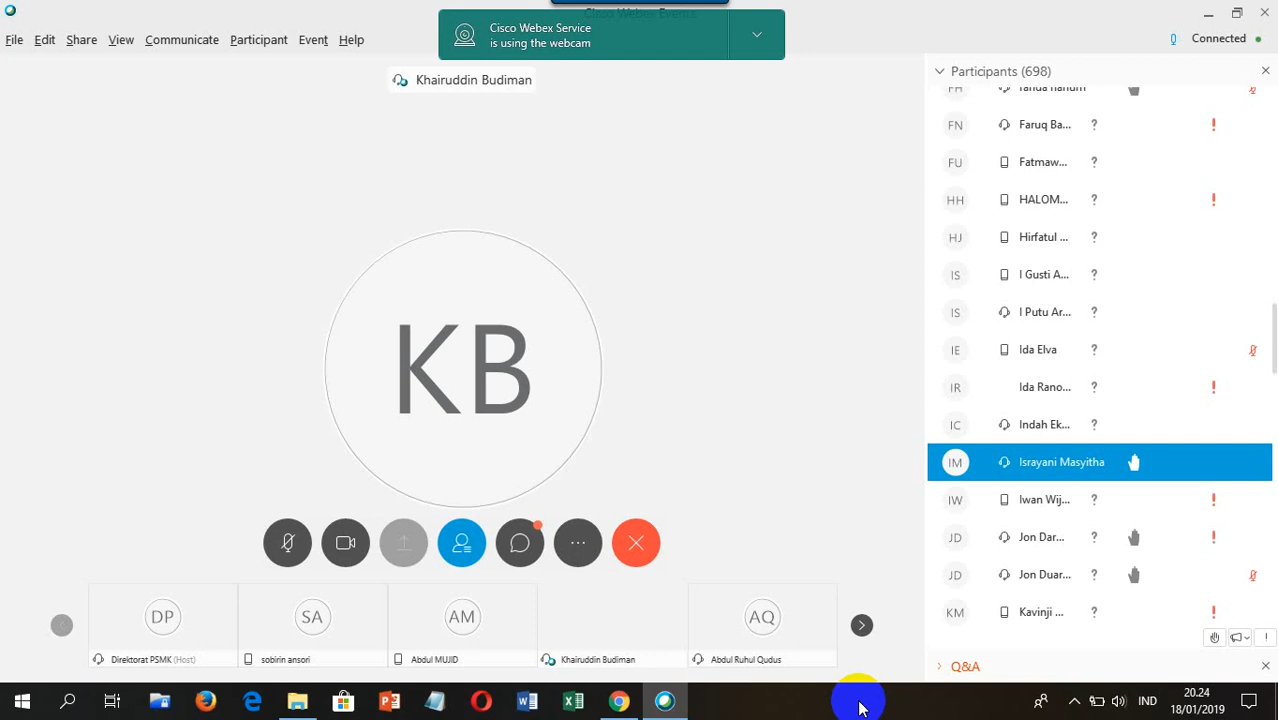 Cisco Webex Events
File Edit Share View Communicate Participant Event Help
Cisco Webex Service
is using the webcam
Connected
Khairuddin Budiman
KB
Participants (698)
FH
FN Faruq Ba... ? !
FU Fatmaw... ?
HH HALOM... ? !
HJ Hirfatul ... ?
IS I Gusti A... ?
IS I Putu Ar... ?
IE Ida Elva ?
IR Ida Rano... ? !
IC Indah Ek... ?
IM Israyani Masyitha
IW Iwan Wij... ? !
JD Jon Dar... ? !
JD Jon Duar... ?
KM Kavinji ... ? !
!
Q&A
DP
Direktorat PSMK (Host)
SA
sobirin ansori
AM
Abdul MUJID
Khairuddin Budiman
AQ
Abdul Ruhul Qudus
IND
20.24
18/01/2019